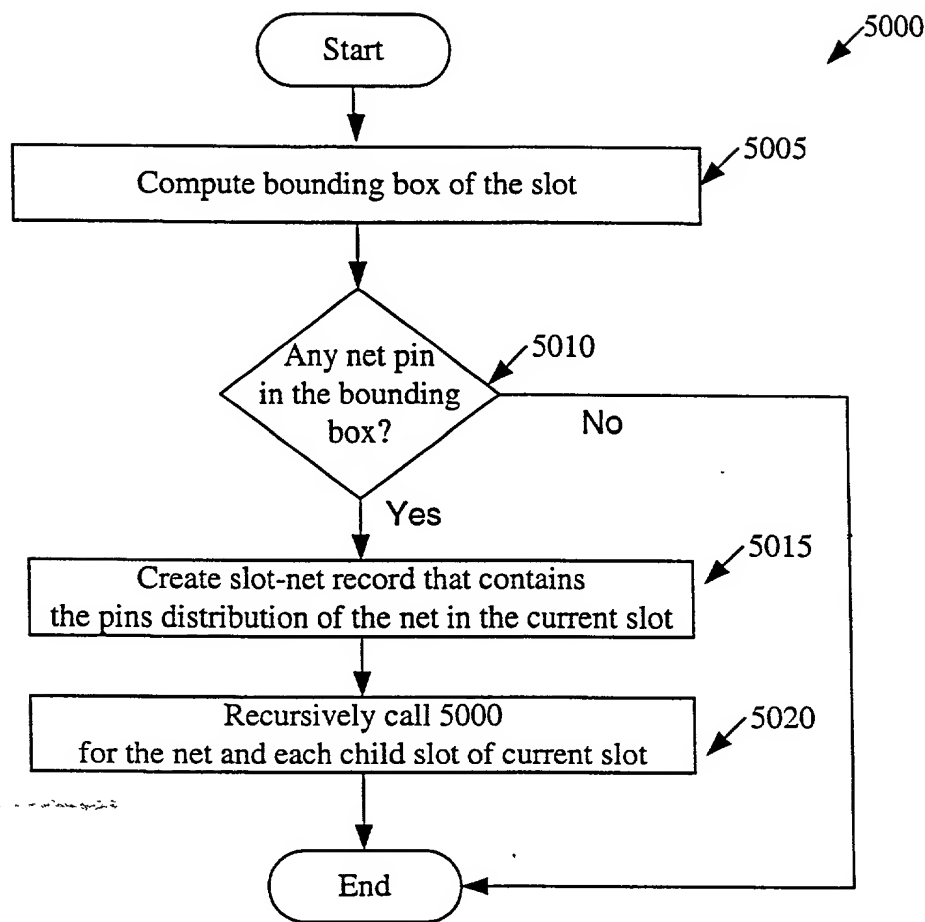 5000
Start
5005
Compute bounding box of the slot
5010
Any net pin
in the bounding
box?
No
Yes
5015
Create slot-net record that contains
the pins distribution of the net in the current slot
Recursively call 5000
5020
for the net and each child slot of current slot
End